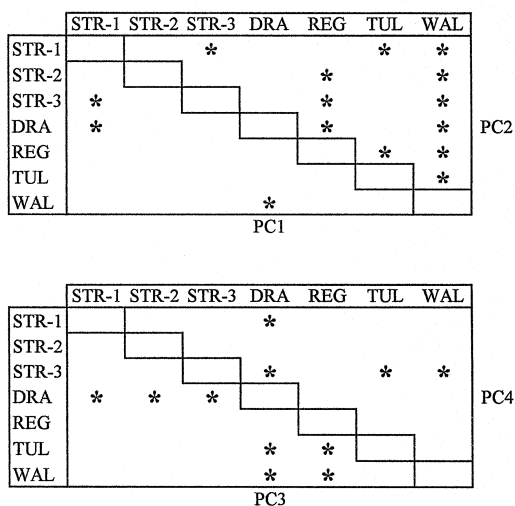 STR-1 STR-2 STR-3 DRA REG TUL WAL
STR-1 * * *
STR-2 * *
STR-3 * * *
DRA * * *
PC2
REG * *
TUL *
WAL *
PC1
STR-1 STR-2 STR-3 DRA REG TUL WAL
STR-1 *
STR-2
STR-3 * * *
DRA * * *
PC4
REG
TUL * *
WAL * *
PC3